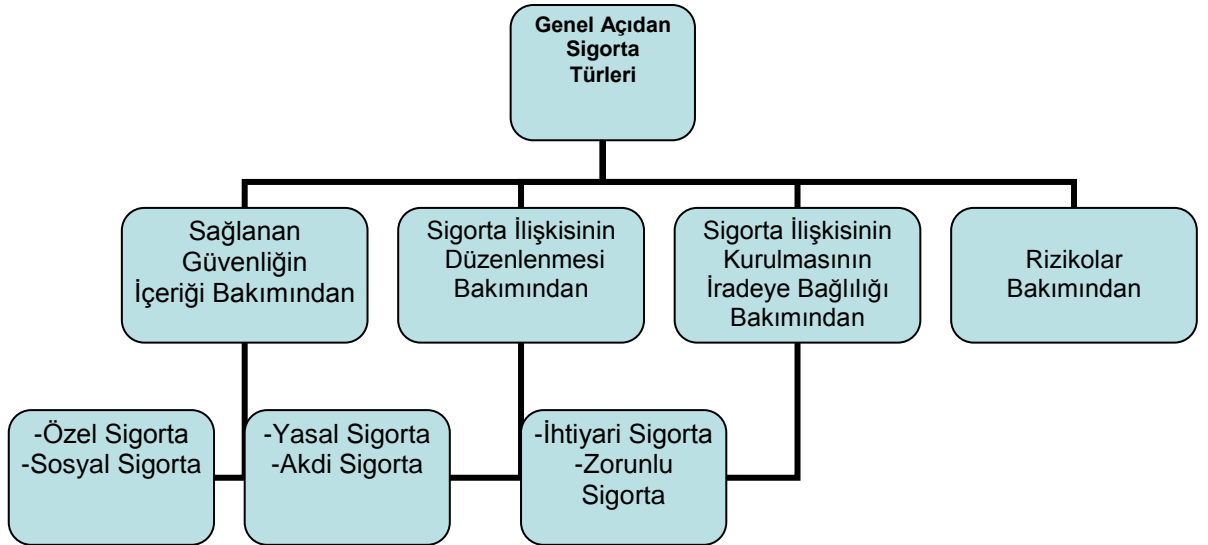 Genel Açıdan
Sigorta
Türleri
Sağlanan
Güvenliğin
İçeriği Bakımından
Sigorta İlişkisinin
Düzenlenmesi
Bakımından
Sigorta İlişkisinin
Kurulmasının
İradeye Bağlılığı
Bakımından
Rizikolar
Bakımından
-Özel Sigorta
-Sosyal Sigorta
-Yasal Sigorta
-Akdi Sigorta
-İhtiyari Sigorta
-Zorunlu
Sigorta